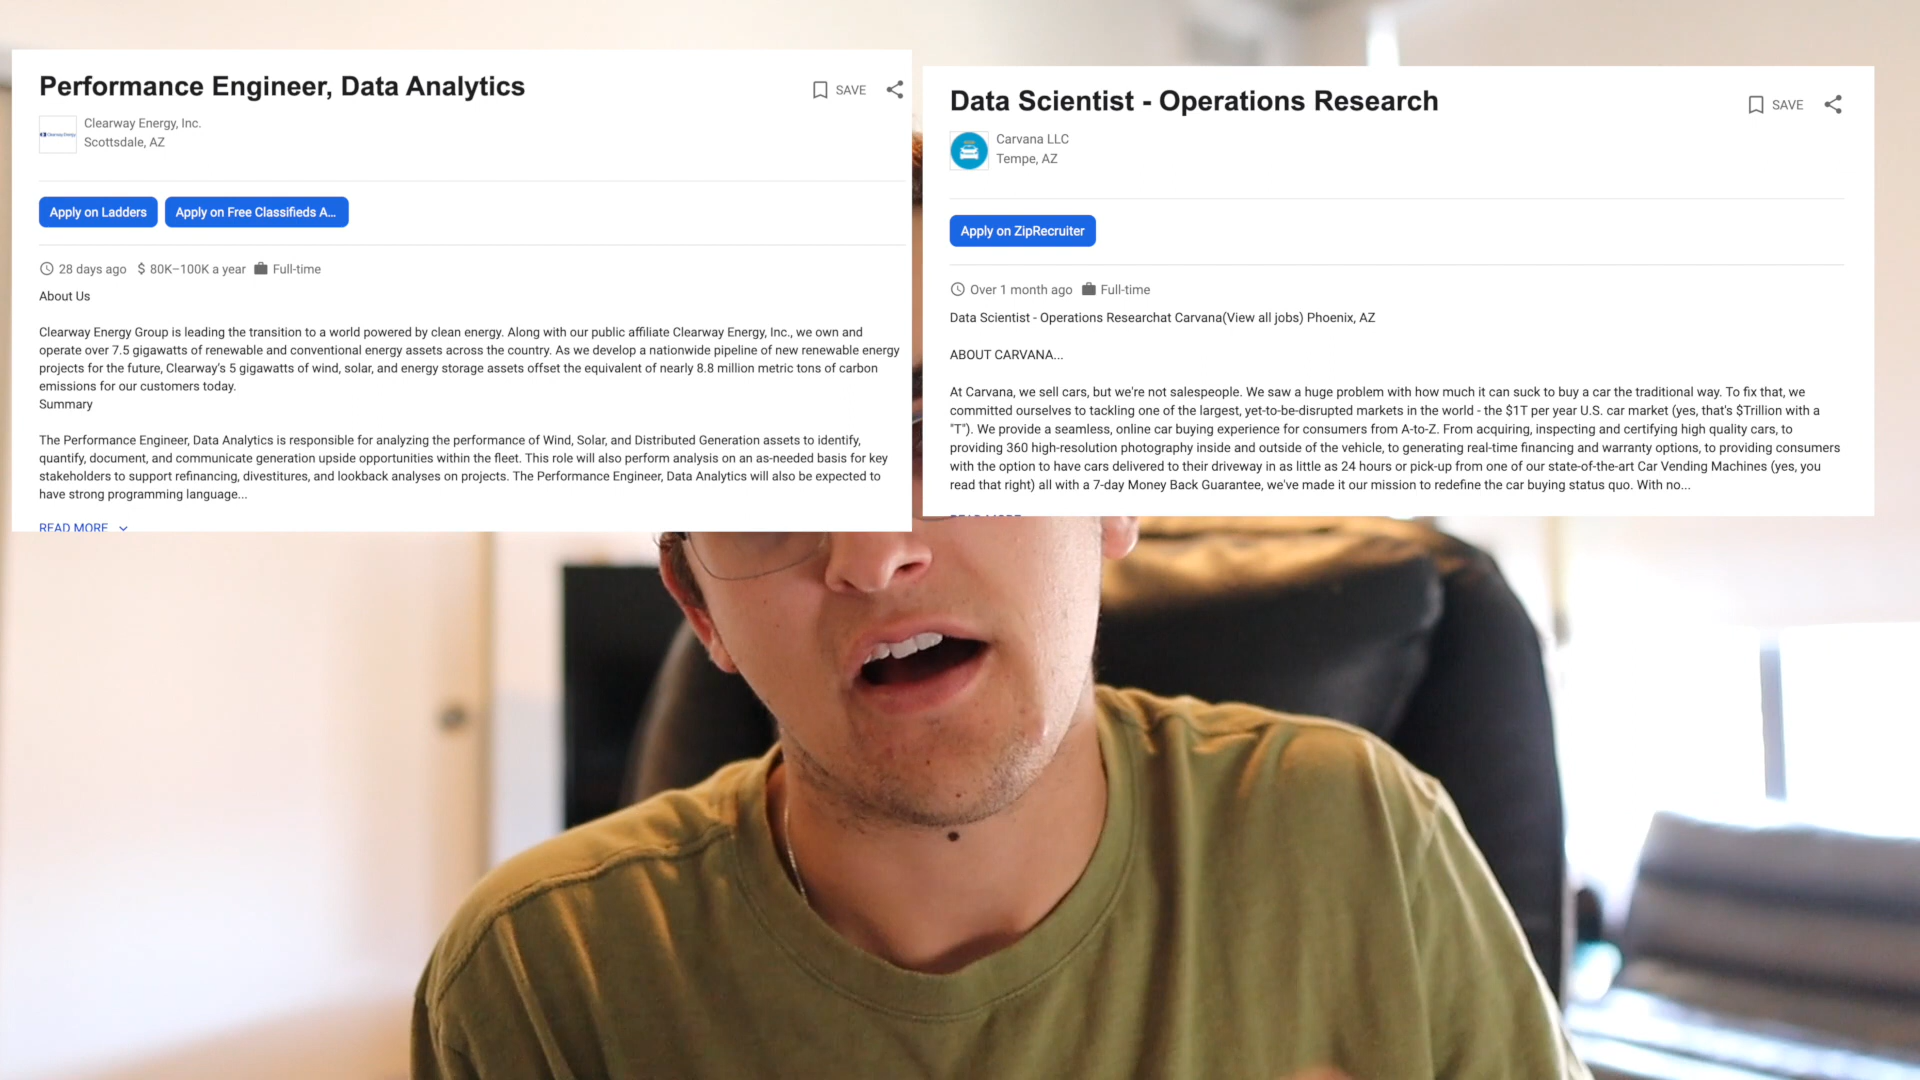 Performance Engineer, Data Analytics
SAVE
Clearway Energy
Clearway Energy, Inc.
Scottsdale, AZ
Apply on Ladders
Apply on Free Classifieds A...
28 days ago $ 80K–100K a year Full-time
About Us
Clearway Energy Group is leading the transition to a world powered by clean energy. Along with our public affiliate Clearway Energy, Inc., we own and
operate over 7.5 gigawatts of renewable and conventional energy assets across the country. As we develop a nationwide pipeline of new renewable energy
projects for the future, Clearway's 5 gigawatts of wind, solar, and energy storage assets offset the equivalent of nearly 8.8 million metric tons of carbon
emissions for our customers today.
Summary
The Performance Engineer, Data Analytics is responsible for analyzing the performance of Wind, Solar, and Distributed Generation assets to identify,
quantify, document, and communicate generation upside opportunities within the fleet. This role will also perform analysis on an as-needed basis for key
stakeholders to support refinancing, divestitures, and lookback analyses on projects. The Performance Engineer, Data Analytics will also be expected to
have strong programming language...
READ MORE
Data Scientist - Operations Research
SAVE
Carvana LLC
Tempe, AZ
Apply on ZipRecruiter
Over 1 month ago Full-time
Data Scientist - Operations Researchat Carvana(View all jobs) Phoenix, AZ
ABOUT CARVANA...
At Carvana, we sell cars, but we're not salespeople. We saw a huge problem with how much it can suck to buy a car the traditional way. To fix that, we
committed ourselves to tackling one of the largest, yet-to-be-disrupted markets in the world - the $1T per year U.S. car market (yes, that's $Trillion with a
"T"). We provide a seamless, online car buying experience for consumers from A-to-Z. From acquiring, inspecting and certifying high quality cars, to
providing 360 high-resolution photography inside and outside of the vehicle, to generating real-time financing and warranty options, to providing consumers
with the option to have cars delivered to their driveway in as little as 24 hours or pick-up from one of our state-of-the-art Car Vending Machines (yes, you
read that right) all with a 7-day Money Back Guarantee, we've made it our mission to redefine the car buying status quo. With no...